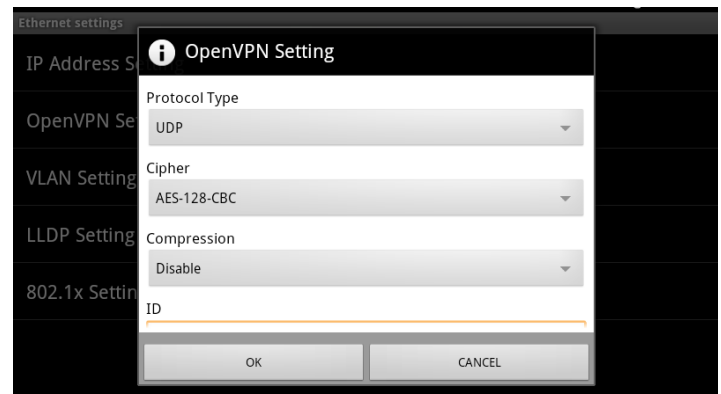 Ethernet settings
IP Address S
OpenVPN Se
VLAN Setting
LLDP Setting
802.1x Settin
OpenVPN Setting
Protocol Type
UDP
Cipher
AES-128-CBC
Compression
Disable
ID
OK
CANCEL